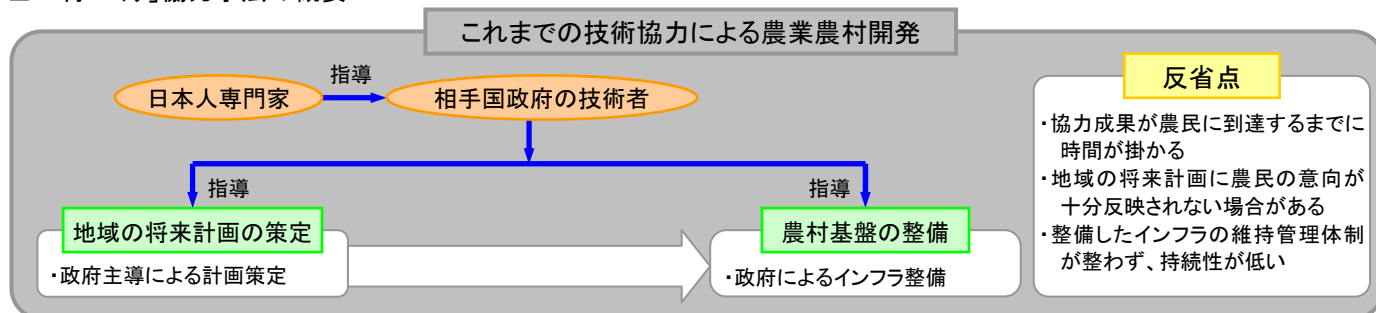 これまでの技術協力による農業農村開発
指導
日本人専門家
相手国政府の技術者
指導
指導
地域の将来計画の策定
・政府主導による計画策定
農村基盤の整備
・政府によるインフラ整備
反省点
・協力成果が農民に到達するまでに
時間が掛かる
・地域の将来計画に農民の意向が
十分反映されない場合がある
・整備したインフラの維持管理体制
が整わず、持続性が低い